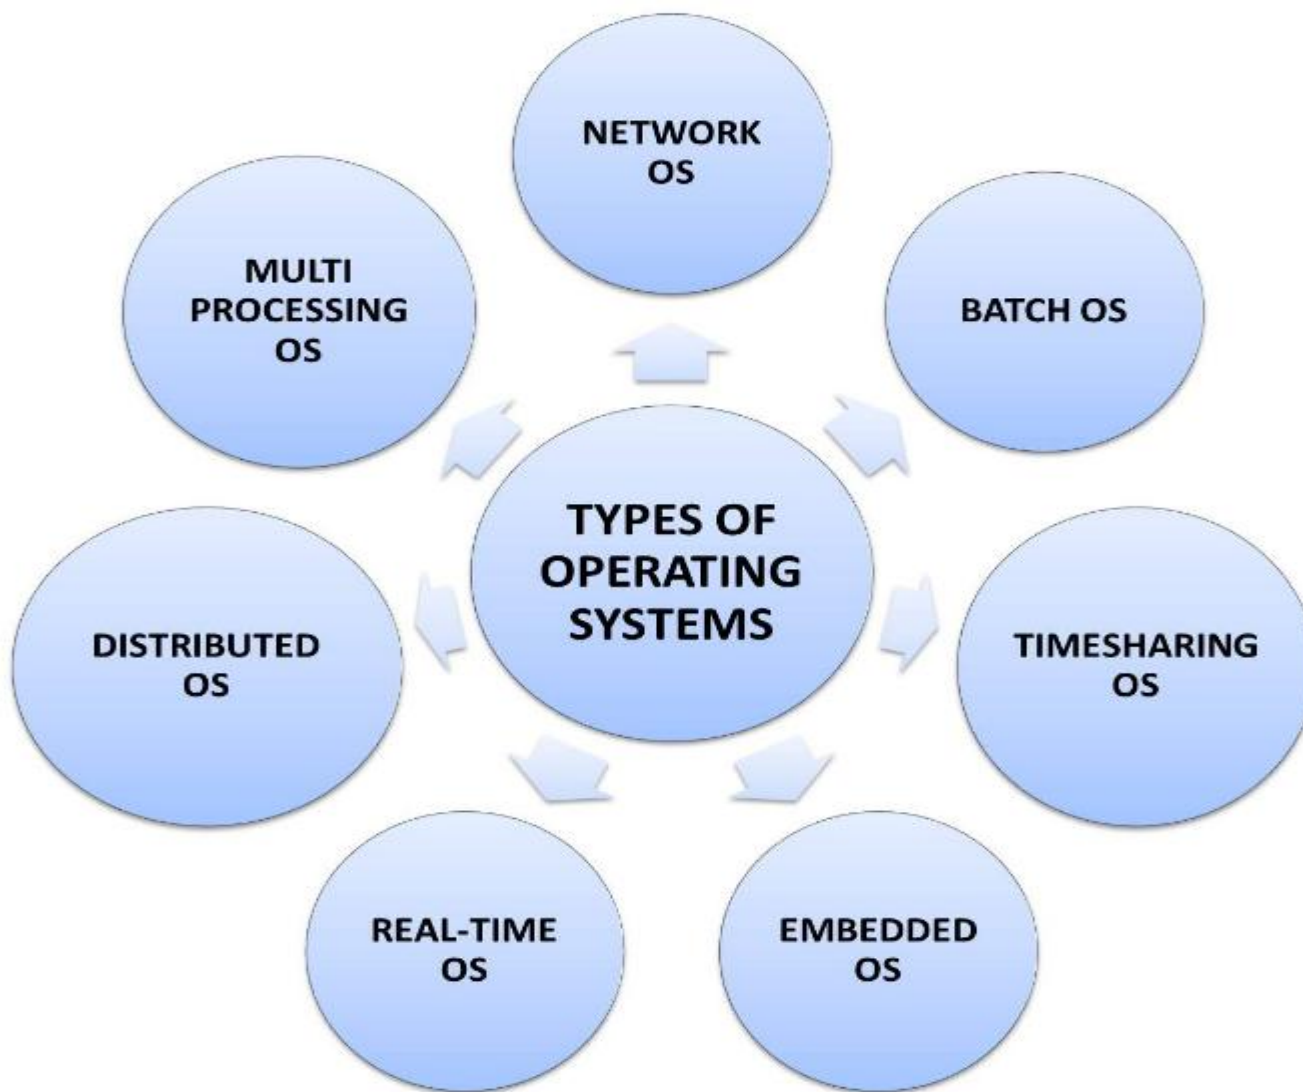 NETWORK
OS
MULTI
PROCESSING
OS
BATCH OS
TYPES OF
OPERATING
SYSTEMS
DISTRIBUTED
OS
TIMESHARING
OS
REAL-TIME
OS
EMBEDDED
OS